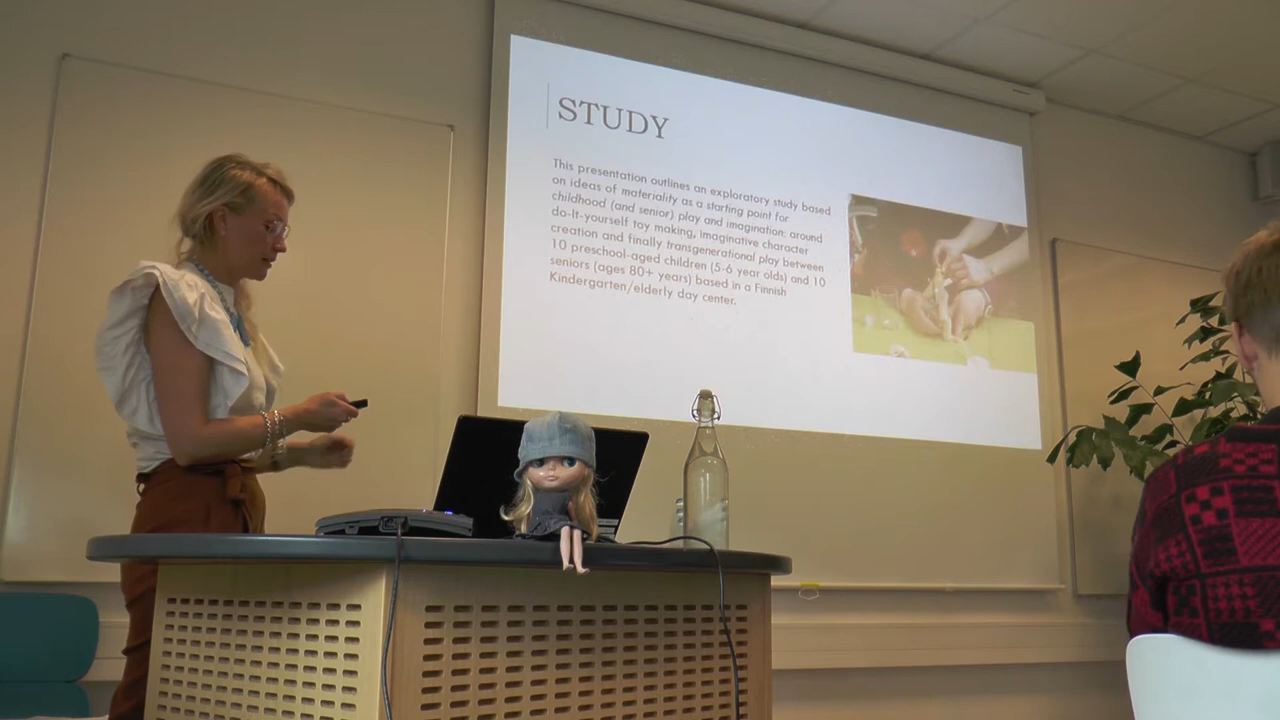 STUDY
This presentation outlines an exploratory study based
on ideas of materiality as a starting point for
childhood (and senior) play and imagination: around
do-It-yourself toy making, imaginative character
creation and finally transgenerational play between
10 preschool-aged children (5-6 year olds) and 10
seniors (ages 80+ years) based in a Finnish
Kindergarten/elderly day center.